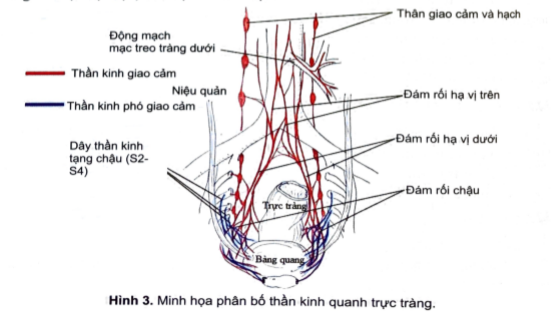 Thân giao cảm và hạch
Động mạch
mạc treo tràng dưới
Thần kinh giao cảm
Niệu quản
Đám rối hạ vị trên
Thần kinh phó giao cảm
Đám rối hạ vị dưới
Dây thần kinh
tạng chậu (S2-
S4)
Đám rối chậu
Trực tràng
Bàng quang
Hình 3. Minh họa phân bố thần kinh quanh trực tràng.